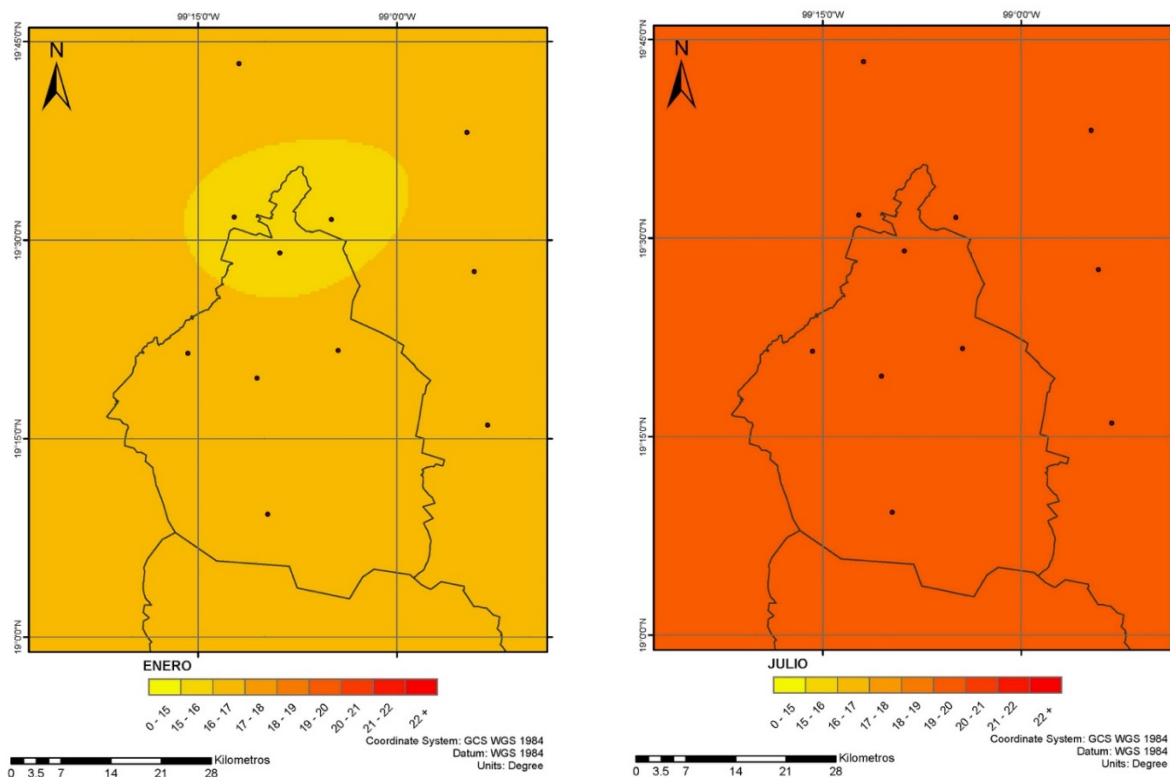 99°15'0"N
99°0'0"N
19°45'0"N
19°30'0"N
19°15'0"N
19°0'0"N
N
ENERO
0 - 15
15 - 16
16 - 17
17 - 18
18 - 19
19 - 20
20 - 21
21 - 22
22 +
Coordinate System: GCS WGS 1984
Datum: WGS 1984
Units: Degree
0 3.5 7 14 21 28 Kilometros
99°15'0"N
99°0'0"N
19°45'0"N
19°30'0"N
19°15'0"N
19°0'0"N
N
JULIO
0 - 15
15 - 16
16 - 17
17 - 18
18 - 19
19 - 20
20 - 21
21 - 22
22 +
Coordinate System: GCS WGS 1984
Datum: WGS 1984
Units: Degree
0 3.5 7 14 21 28 Kilometros